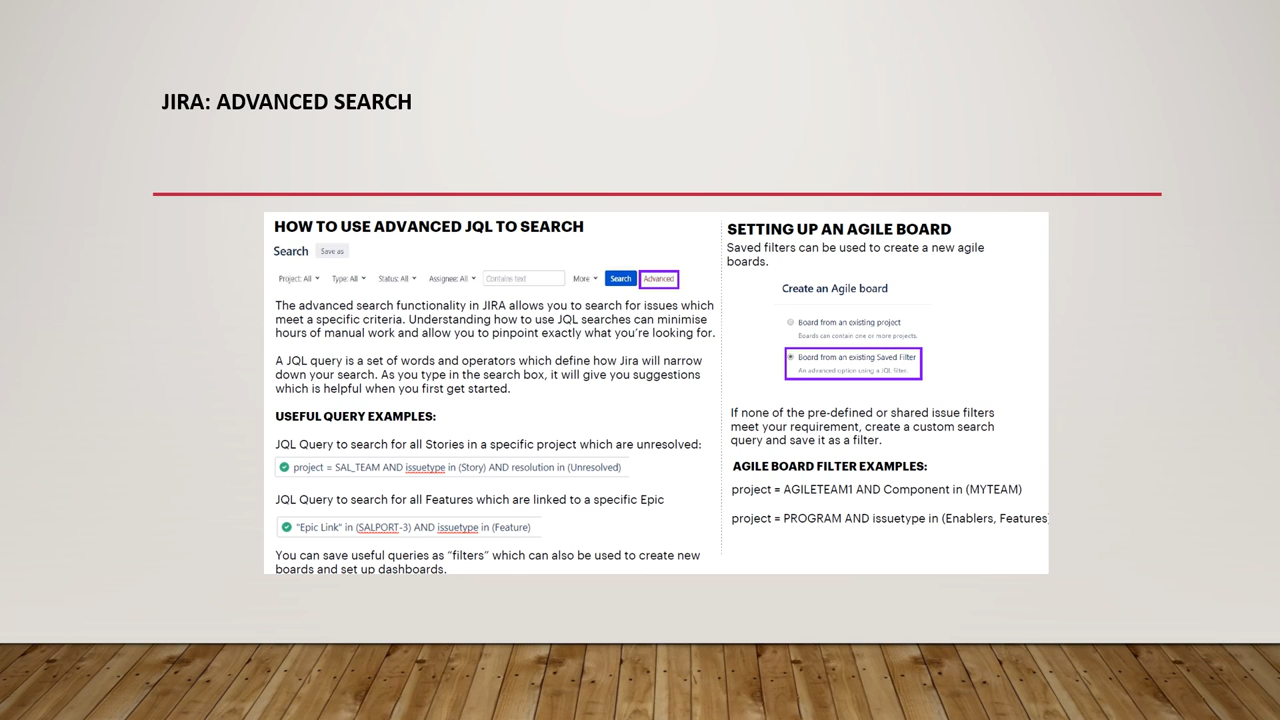 JIRA: ADVANCED SEARCH
HOW TO USE ADVANCED JQL TO SEARCH
Search Save as
Project: All Type: All Status: All Assignee: All Contains text More Search Advanced
The advanced search functionality in JIRA allows you to search for issues which
meet a specific criteria. Understanding how to use JQL searches can minimise
hours of manual work and allow you to pinpoint exactly what you're looking for.
A JQL query is a set of words and operators which define how Jira will narrow
down your search. As you type in the search box, it will give you suggestions
which is helpful when you first get started.
USEFUL QUERY EXAMPLES:
JQL Query to search for all Stories in a specific project which are unresolved:
project = SAL_TEAM AND issuetype in (Story) AND resolution in (Unresolved)
JQL Query to search for all Features which are linked to a specific Epic
"Epic Link" in (SALPORT-3) AND issuetype in (Feature)
You can save useful queries as “filters” which can also be used to create new
boards and set up dashboards.
SETTING UP AN AGILE BOARD
Saved filters can be used to create a new agile
boards.
Create an Agile board
Board from an existing project
Boards can contain one or more projects.
Board from an existing Saved Filter
An advanced option using a JQL filter.
If none of the pre-defined or shared issue filters
meet your requirement, create a custom search
query and save it as a filter.
AGILE BOARD FILTER EXAMPLES:
project = AGILETEAM1 AND Component in (MYTEAM)
project = PROGRAM AND issuetype in (Enablers, Features)